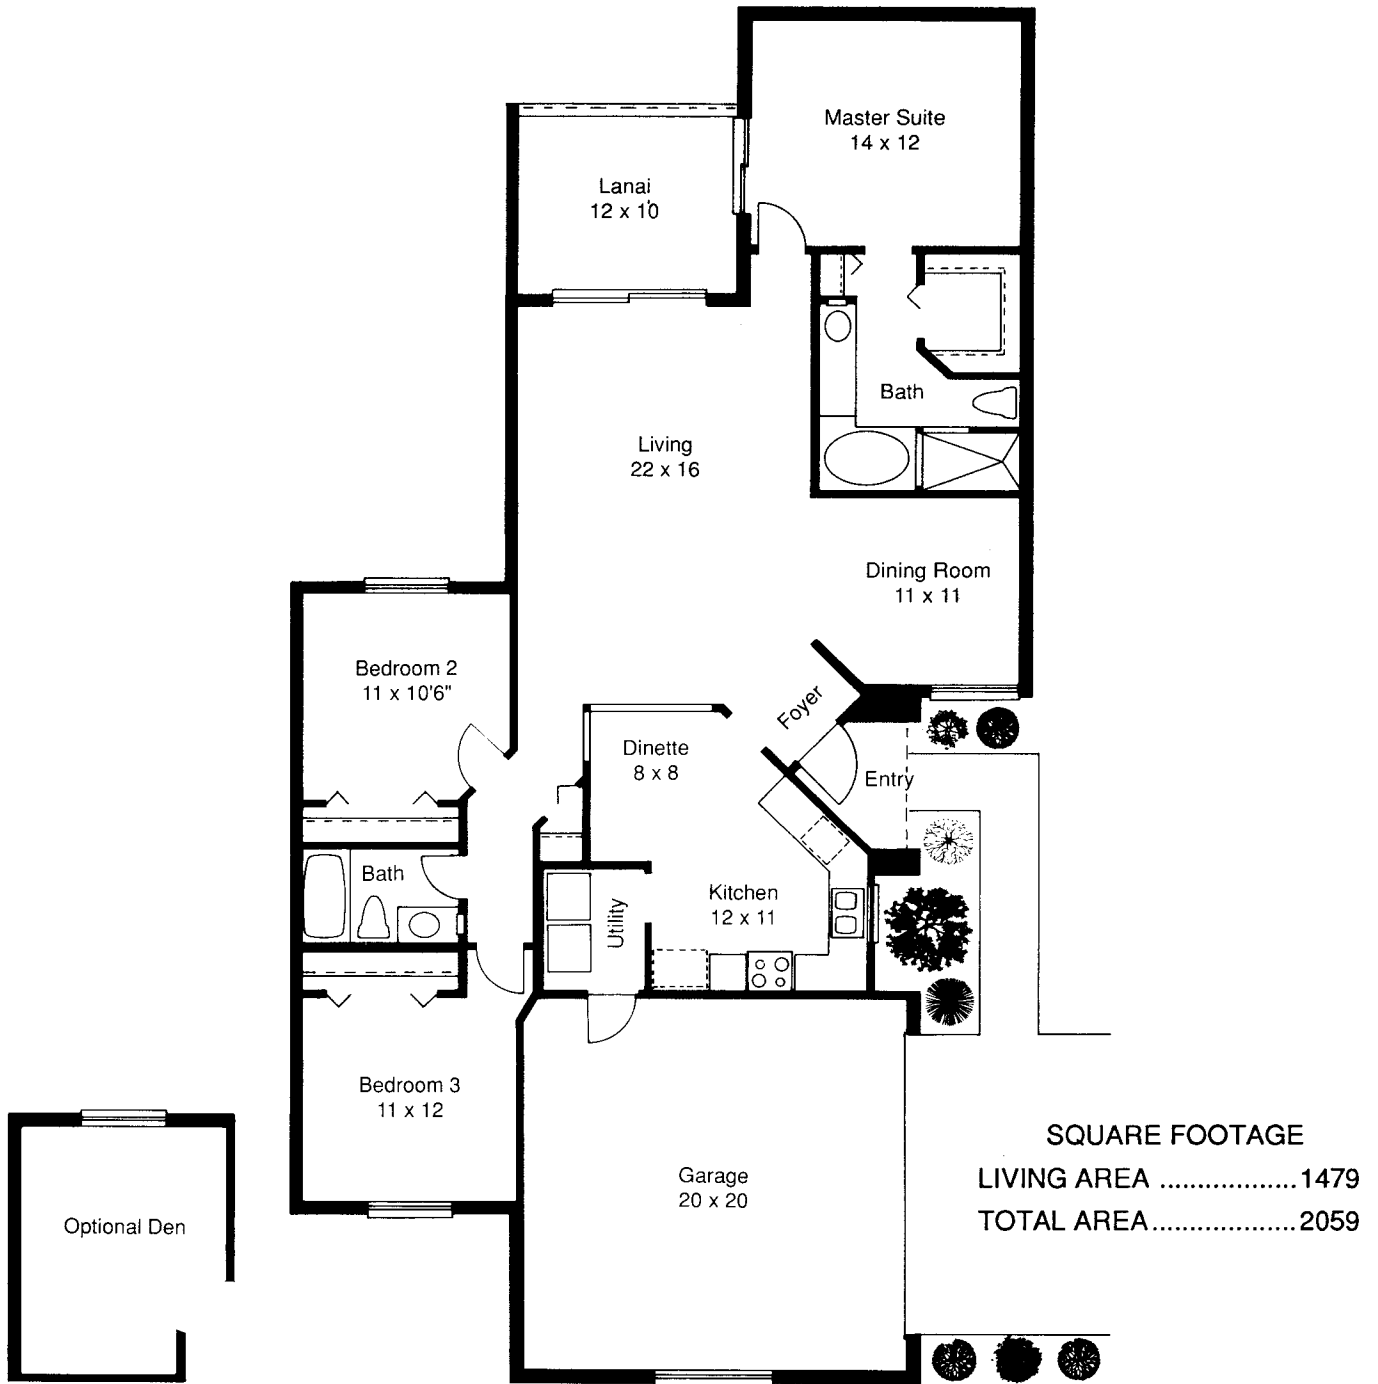 Master Suite
14 x 12
Lanai
12 x 10
Bath
Living
22 x 16
Dining Room
11 x 11
Bedroom 2
11 x 10'6"
Foyer
Dinette
8 x 8
Entry
Bath
Kitchen
12 x 11
Utility
Bedroom 3
11 x 12
Garage
20 x 20
Optional Den
SQUARE FOOTAGE
LIVING AREA ..................1479
TOTAL AREA...................2059